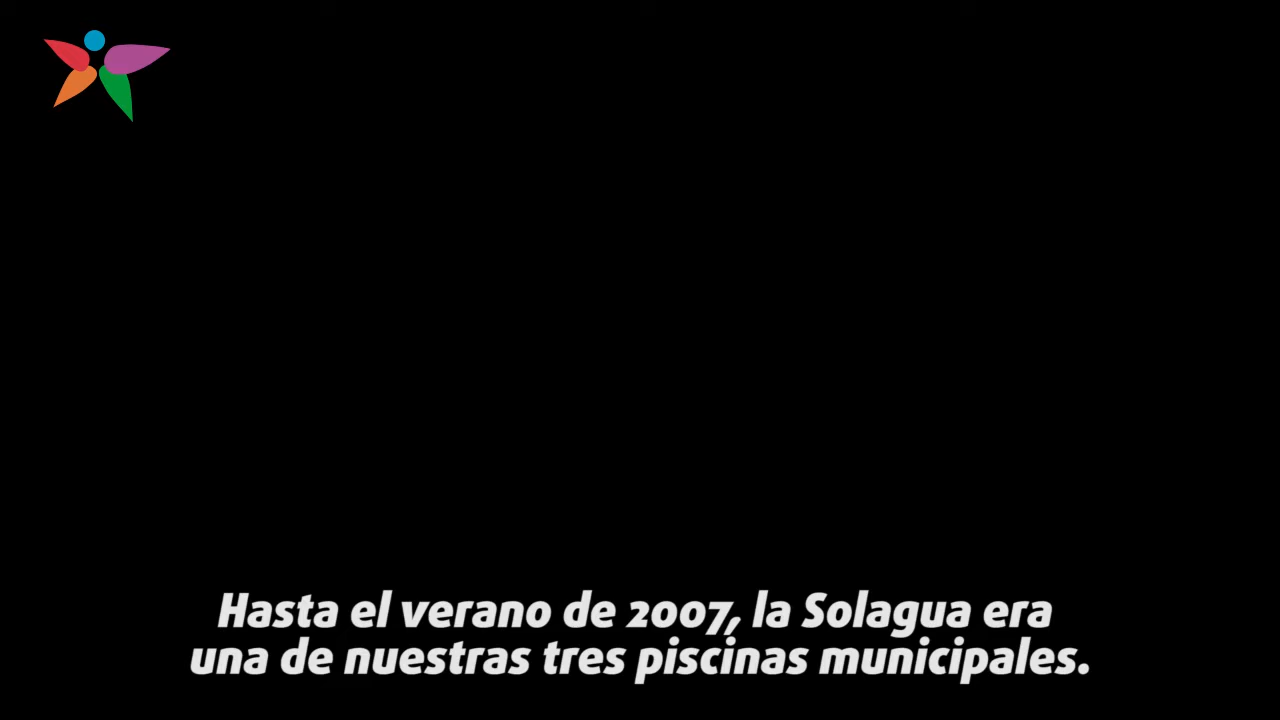 Hasta el verano de 2007, la Solagua era
una de nuestras tres piscinas municipales.